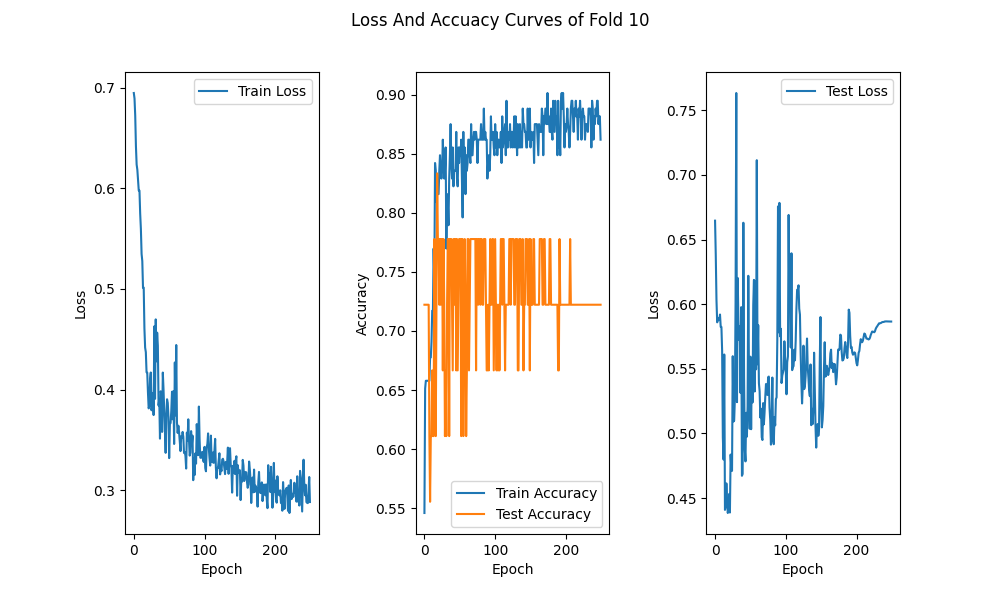 Loss And Accuacy Curves of Fold 10
Train Loss
0.7
0.6
0.5
0.4
0.3
0
100
200
Loss
Epoch
Train Accuracy
Test Accuracy
0.90
0.85
0.80
0.75
0.70
0.65
0.60
0.55
0
100
200
Accuracy
Epoch
Test Loss
0.75
0.70
0.65
0.60
0.55
0.50
0.45
0
100
200
Loss
Epoch